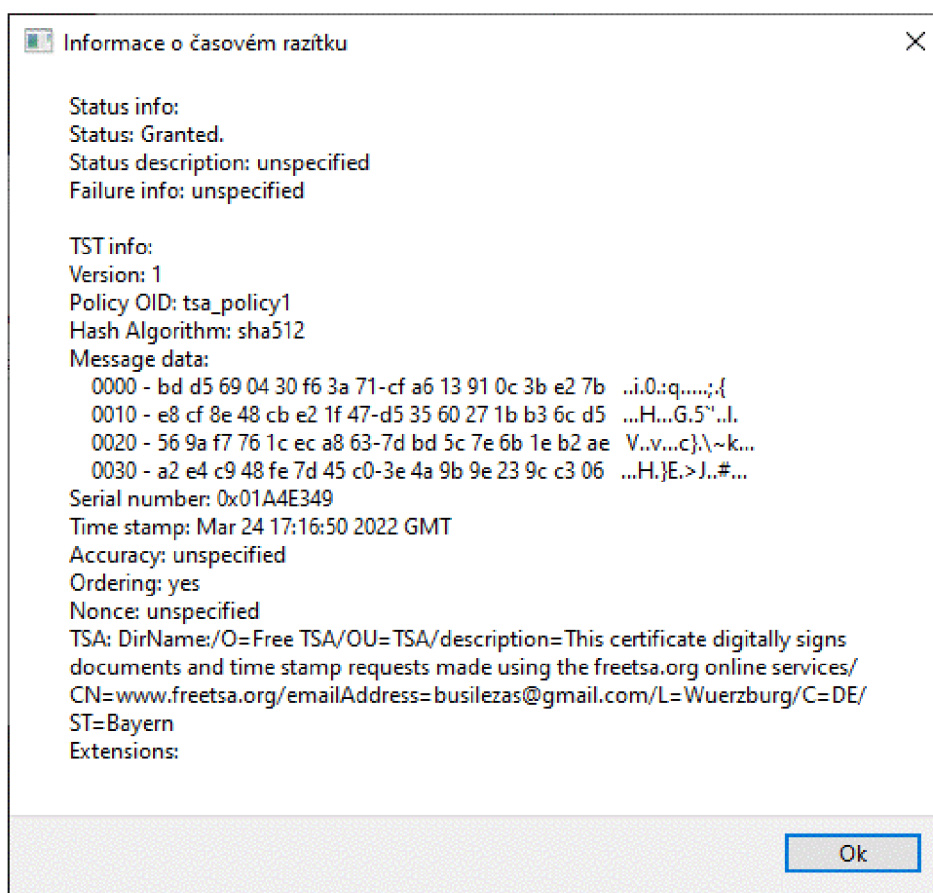 Informace o časovém razítku
Status info:
Status: Granted.
Status description: unspecified
Failure info: unspecified
TST info:
Version: 1
Policy OID: tsa_policy1
Hash Algorithm: sha512
Message data:
0000 - bd d5 69 04 30 f6 3a 71-cf a6 13 91 0c 3b e2 7b ..i.0.:q.....;.{
0010 - e8 cf 8e 48 cb e2 1f 47-d5 35 60 27 1b b3 6c d5 ...H...G.5`'..l.
0020 - 56 9a f7 76 1c ec a8 63-7d bd 5c 7e 6b 1e b2 ae V..v...c}.\~k...
0030 - a2 e4 c9 48 fe 7d 45 c0-3e 4a 9b 9e 23 9c c3 06 ...H.}E.>J..#...
Serial number: 0x01A4E349
Time stamp: Mar 24 17:16:50 2022 GMT
Accuracy: unspecified
Ordering: yes
Nonce: unspecified
TSA: DirName:/O=Free TSA/OU=TSA/description=This certificate digitally signs
documents and time stamp requests made using the freetsa.org online services/
CN=www.freetsa.org/emailAddress=busilezas@gmail.com/L=Wuerzburg/C=DE/
ST=Bayern
Extensions:
Ok